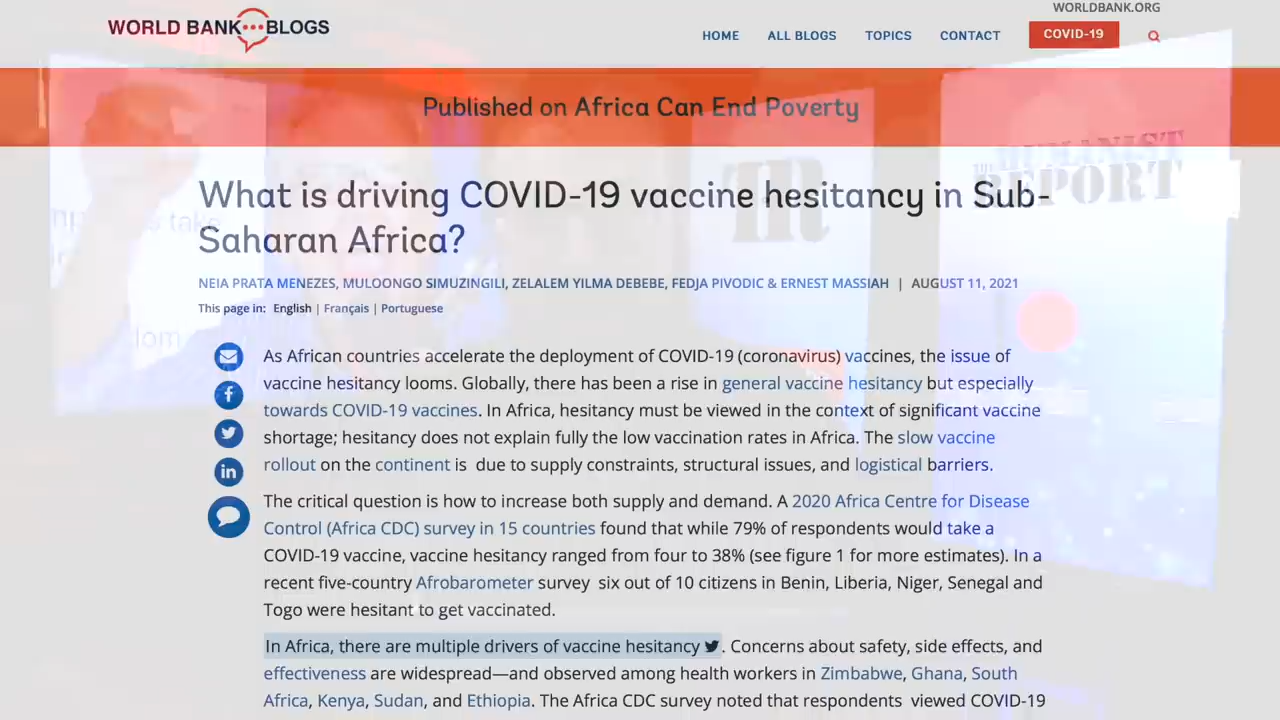 WORLDBANK.ORG
WORLD BANK BLOGS
HOME
ALL BLOGS
TOPICS
CONTACT
COVID-19
Published on Africa Can End Poverty
What is driving COVID-19 vaccine hesitancy in Sub-
Saharan Africa?
NEIA PRATA MENEZES, MULOONGO SIMUZINGILI, ZELALEM YILMA DEBEBE, FEDJA PIVODIC & ERNEST MASSIAH | AUGUST 11, 2021
This page in: English | Français | Portuguese
As African countries accelerate the deployment of COVID-19 (coronavirus) vaccines, the issue of
vaccine hesitancy looms. Globally, there has been a rise in general vaccine hesitancy but especially
towards COVID-19 vaccines. In Africa, hesitancy must be viewed in the context of significant vaccine
shortage; hesitancy does not explain fully the low vaccination rates in Africa. The slow vaccine
rollout on the continent is due to supply constraints, structural issues, and logistical barriers.
The critical question is how to increase both supply and demand. A 2020 Africa Centre for Disease
Control (Africa CDC) survey in 15 countries found that while 79% of respondents would take a
COVID-19 vaccine, vaccine hesitancy ranged from four to 38% (see figure 1 for more estimates). In a
recent five-country Afrobarometer survey six out of 10 citizens in Benin, Liberia, Niger, Senegal and
Togo were hesitant to get vaccinated.
In Africa, there are multiple drivers of vaccine hesitancy. Concerns about safety, side effects, and
effectiveness are widespread—and observed among health workers in Zimbabwe, Ghana, South
Africa, Kenya, Sudan, and Ethiopia. The Africa CDC survey noted that respondents viewed COVID-19
THE HUMANIST
REPORT